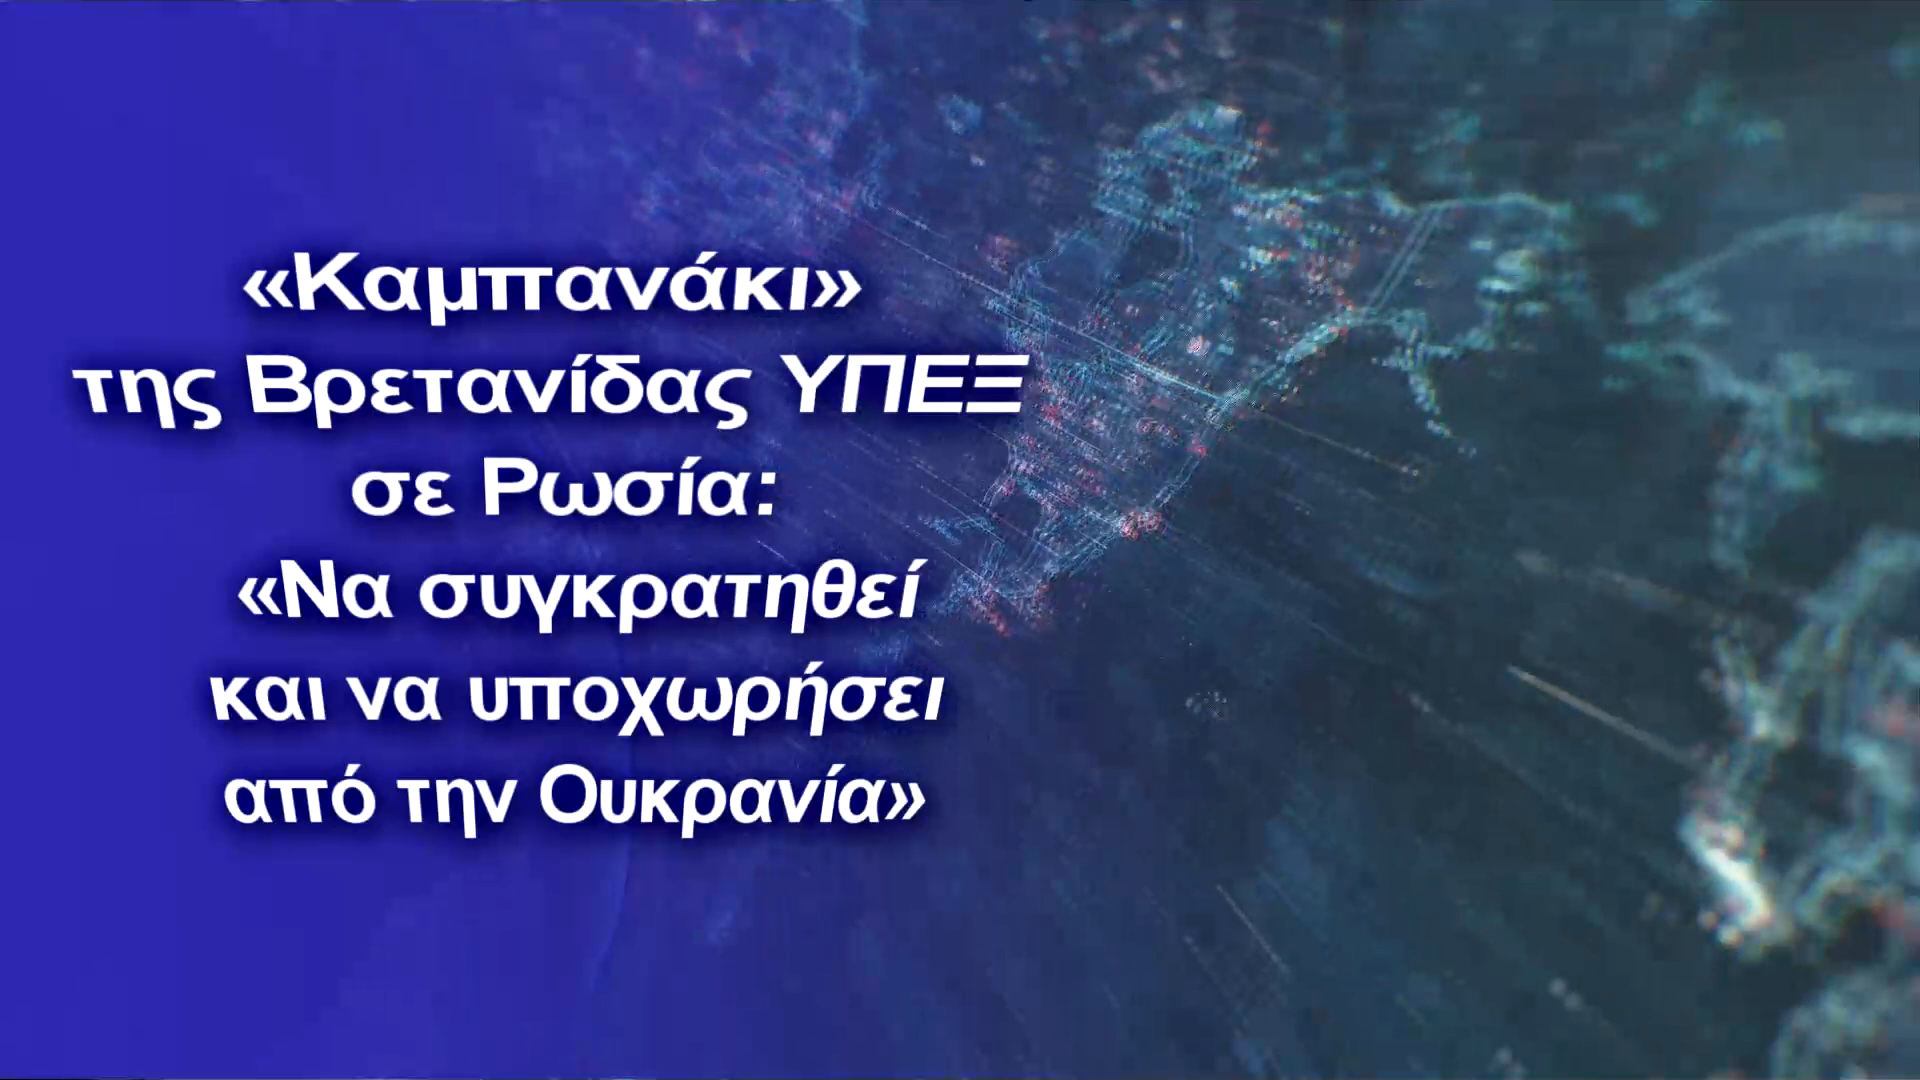 «Καμπανάκι»
της Βρετανίδας ΥΠΕΞ
σε Ρωσία:
«Να συγκρατηθεί
και να υποχωρήσει
από την Ουκρανία»